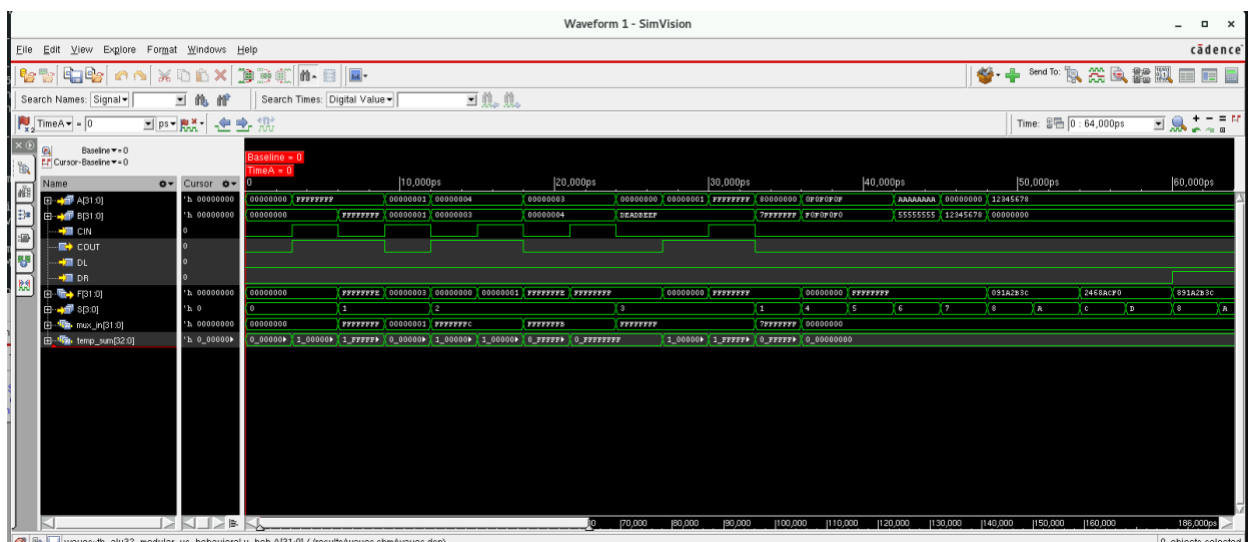 Waveform 1 - SimVision
File Edit View Explore Format Windows Help
cādence
Send To:
Search Names: Signal Search Times: Digital Value
TimeA = 0 ps Time: 0 : 64,000ps
Baseline = 0
Cursor-Baseline = 0
Baseline = 0
TimeA = 0
Name Cursor 0 10,000ps 20,000ps 30,000ps 40,000ps 50,000ps 60,000ps
A[31:0] 'h 00000000 00000000 FFFFFFFF 00000001 00000004 00000003 00000000 00000001 FFFFFFFF 80000000 0F0F0F0F AAAAAAAA 00000000 12345678
B[31:0] 'h 00000000 00000000 FFFFFFFF 00000001 00000003 00000004 DEADBEEF 7FFFFFFF F0F0F0F0 55555555 12345678 00000000
CIN 0
COUT 0
DL 0
DR 0
F[31:0] 'h 00000000 00000000 FFFFFFFE 00000003 00000000 00000001 FFFFFFFE FFFFFFFF 00000000 FFFFFFFF 00000000 FFFFFFFF 091A2B3C 2468ACF0 891A2B3C
S[3:0] 'h 0 0 1 2 3 1 4 5 6 7 8 A C D 8 A
mux_in[31:0] 'h 00000000 00000000 FFFFFFFF 00000001 FFFFFFFC FFFFFFFB FFFFFFFF 7FFFFFFF 00000000
temp_sum[32:0] 'h 0_00000 0_00000 1_00000 1_FFFFF 0_00000 1_00000 1_00000 0_FFFFF 0_FFFFFFFF 1_00000 1_FFFFF 0_FFFFF 0_00000000
70,000 80,000 90,000 100,000 110,000 120,000 130,000 140,000 150,000 160,000 186,000ps
0 objects selected